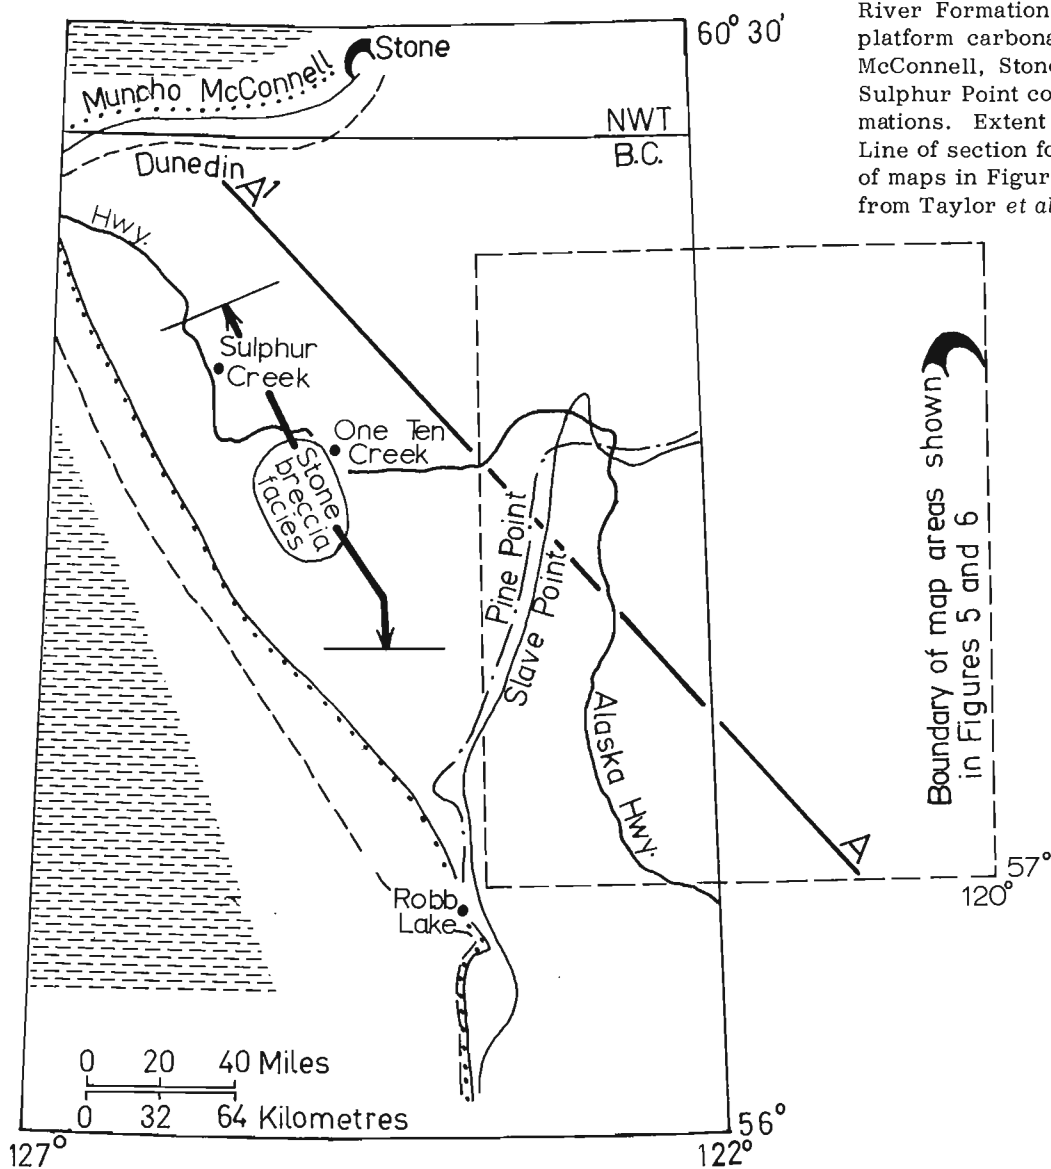 River Formation
platform carbona
McConnell, Stone
Sulphur Point co
mations. Extent
Line of section fo
of maps in Figur
from Taylor et al
60° 30'
Stone
Muncho McConnell
NWT
B.C.
Dunedin
A'
Hwy.
Sulphur
Creek
One Ten
Creek
Stone
breccia
facies
Pine Point
Slave Point
Alaska Hwy.
Boundary of map areas shown
in Figures 5 and 6
A
57°
120°
Robb
Lake
0 20 40 Miles
0 32 64 Kilometres
56°
127°
122°